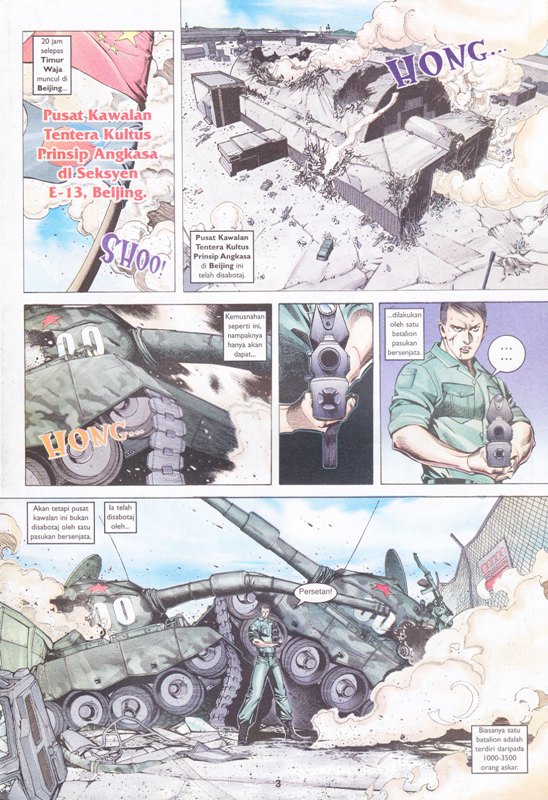 20 jam
selepas
Timur
Waja
muncul di
Beijing...
Pusat Kawalan
Tentera Kultus
Prinsip Angkasa
di Seksyen
E-13, Beijing.
SHOO!
HONG...
Pusat Kawalan
Tentera Kultus
Prinsip Angkasa
di Beijing ini
telah disabotaj.
Kemusnahan
seperti ini,
nampaknya
hanya akan
dapat...
00
HONG...
..dilakukan
oleh satu
batalion
pasukan
bersenjata.
...
...
Akan tetapi pusat
kawalan ini bukan
disabotaj oleh satu
pasukan bersenjata.
Ia telah
disabotaj
oleh...
00
Persetan!
Biasanya satu
batalion adalah
terdiri daripada
1000-3500
orang askar.
3